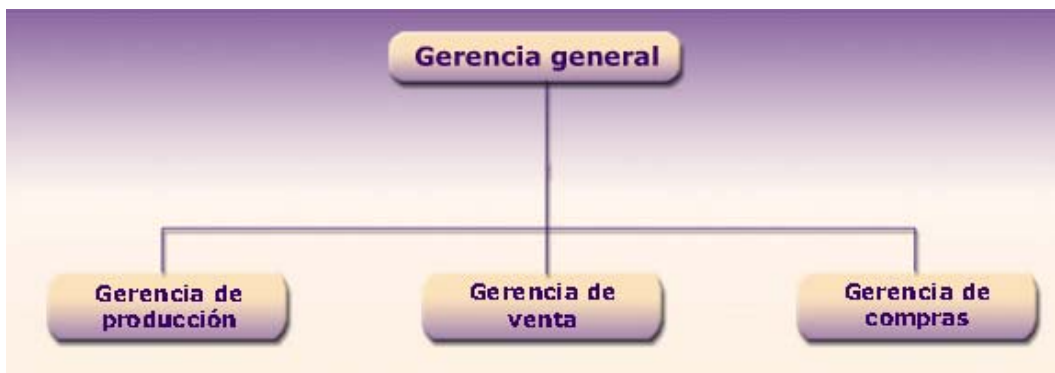 Gerencia general
Gerencia de
producción
Gerencia de
venta
Gerencia de
compras